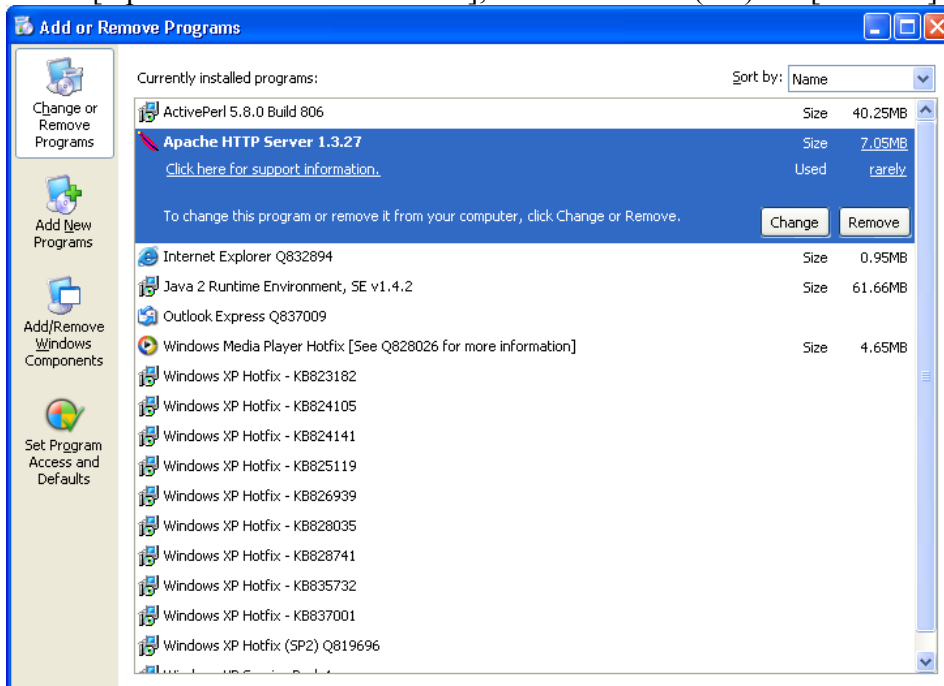 Add or Remove Programs
Change or
Remove
Programs
Add New
Programs
Add/Remove
Windows
Components
Set Program
Access and
Defaults
Currently installed programs:
Sort by: Name
ActivePerl 5.8.0 Build 806 Size 40.25MB
Apache HTTP Server 1.3.27 Size 7.05MB
Click here for support information. Used rarely
To change this program or remove it from your computer, click Change or Remove. Change Remove
Internet Explorer Q832894 Size 0.95MB
Java 2 Runtime Environment, SE v1.4.2 Size 61.66MB
Outlook Express Q837009
Windows Media Player Hotfix [See Q828026 for more information] Size 4.65MB
Windows XP Hotfix - KB823182
Windows XP Hotfix - KB824105
Windows XP Hotfix - KB824141
Windows XP Hotfix - KB825119
Windows XP Hotfix - KB826939
Windows XP Hotfix - KB828035
Windows XP Hotfix - KB828741
Windows XP Hotfix - KB835732
Windows XP Hotfix - KB837001
Windows XP Hotfix (SP2) Q819696